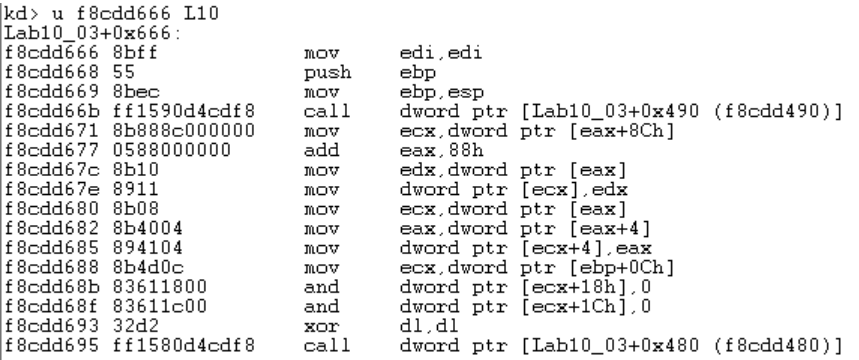 kd> u f8cdd666 L10
Lab10_03+0x666:
f8cdd666 8bff mov edi,edi
f8cdd668 55 push ebp
f8cdd669 8bec mov ebp,esp
f8cdd66b ff1590d4cdf8 call dword ptr [Lab10_03+0x490 (f8cdd490)]
f8cdd671 8b888c000000 mov ecx,dword ptr [eax+8Ch]
f8cdd677 0588000000 add eax,88h
f8cdd67c 8b10 mov edx,dword ptr [eax]
f8cdd67e 8911 mov dword ptr [ecx],edx
f8cdd680 8b08 mov ecx,dword ptr [eax]
f8cdd682 8b4004 mov eax,dword ptr [eax+4]
f8cdd685 894104 mov dword ptr [ecx+4],eax
f8cdd688 8b4d0c mov ecx,dword ptr [ebp+0Ch]
f8cdd68b 83611800 and dword ptr [ecx+18h],0
f8cdd68f 83611c00 and dword ptr [ecx+1Ch],0
f8cdd693 32d2 xor dl,dl
f8cdd695 ff1580d4cdf8 call dword ptr [Lab10_03+0x480 (f8cdd480)]